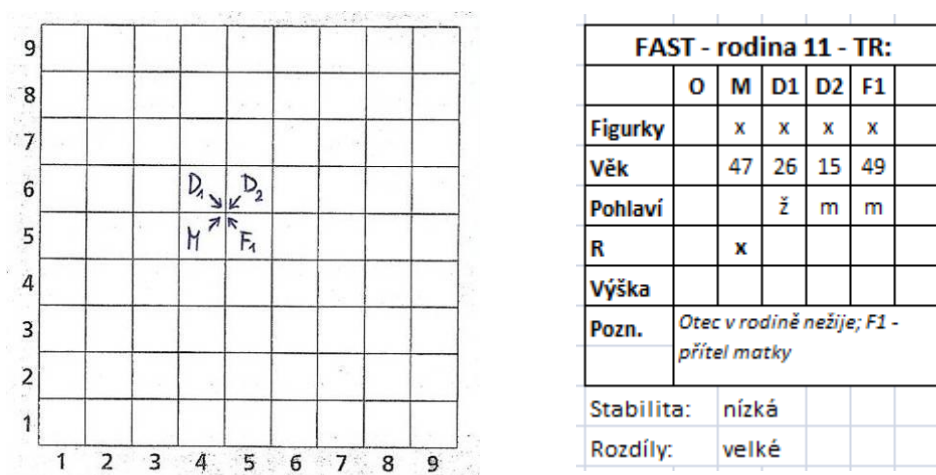 9
8
7
6 D₁ D₂
5 M F₁
4
3
2
1
1 2 3 4 5 6 7 8 9
FAST - rodina 11 - TR:
O M D1 D2 F1
Figurky x x x x
Věk 47 26 15 49
Pohlaví ž m m
R x
Výška
Pozn. Otec v rodině nežije; F1 -
přítel matky
Stabilita: nízká
Rozdíly: velké